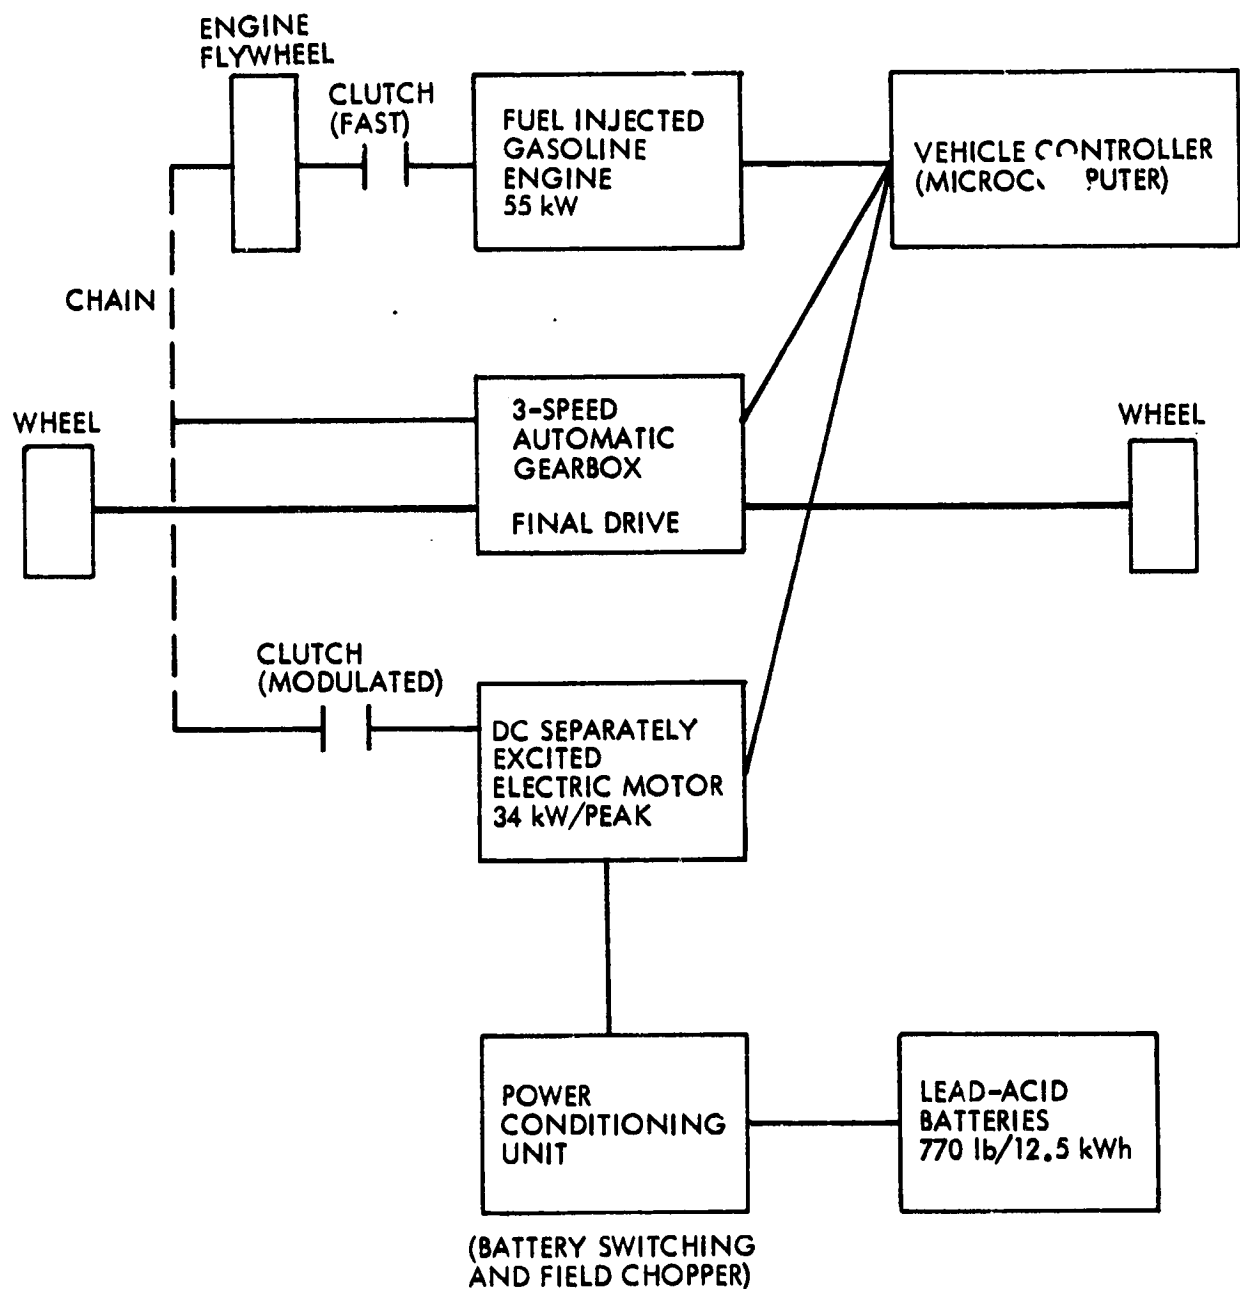 ENGINE
FLYWHEEL
CLUTCH
(FAST)
FUEL INJECTED
GASOLINE
ENGINE
55 kW
VEHICLE CONTROLLER
CHAIN
WHEEL
3-SPEED
AUTOMATIC
GEARBOX
FINAL DRIVE
WHEEL
CLUTCH
(MODULATED)
DC SEPARATELY
EXCITED
ELECTRIC MOTOR
34 kW/PEAK
POWER
CONDITIONING
UNIT
LEAD-ACID
BATTERIES
770 lb/12.5 kWh
(BATTERY SWITCHING
AND FIELD CHOPPER)